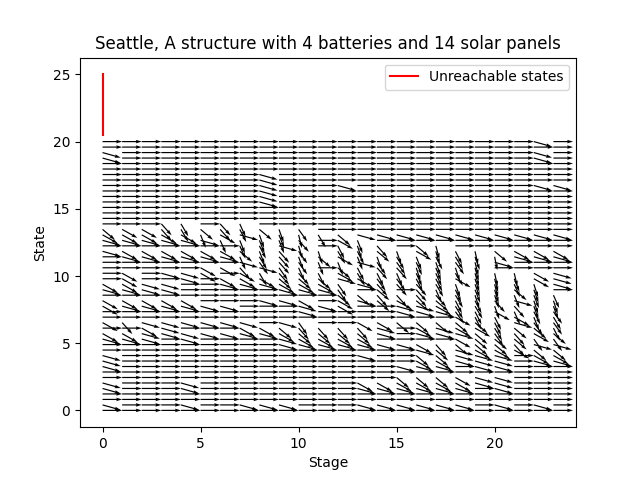 Seattle, A structure with 4 batteries and 14 solar panels
Unreachable states
25
20
15
10
5
0
State
0
5
10
15
20
Stage